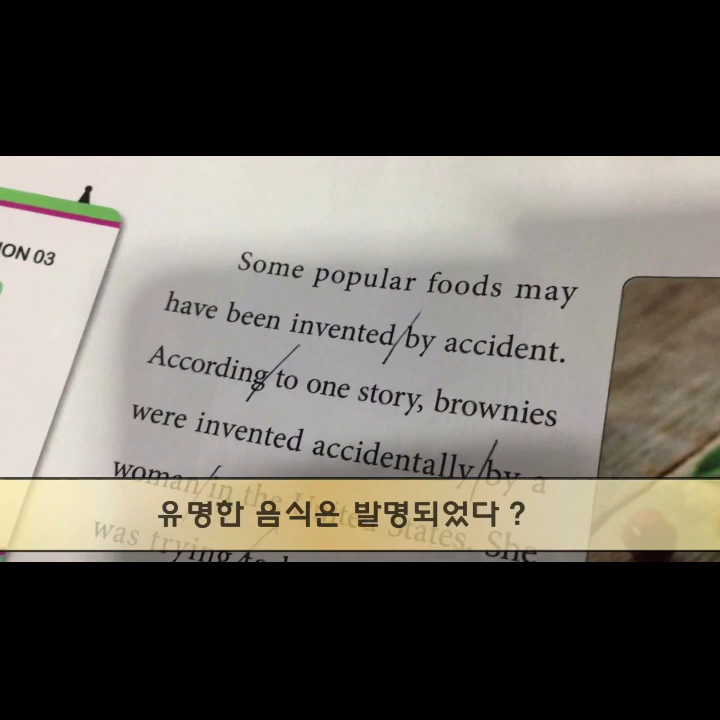 ION 03
Some popular foods may
have been invented by accident.
According to one story, brownies
were invented accidentally by a
woman in the United States. She
was trying to
유명한 음식은 발명되었다 ?